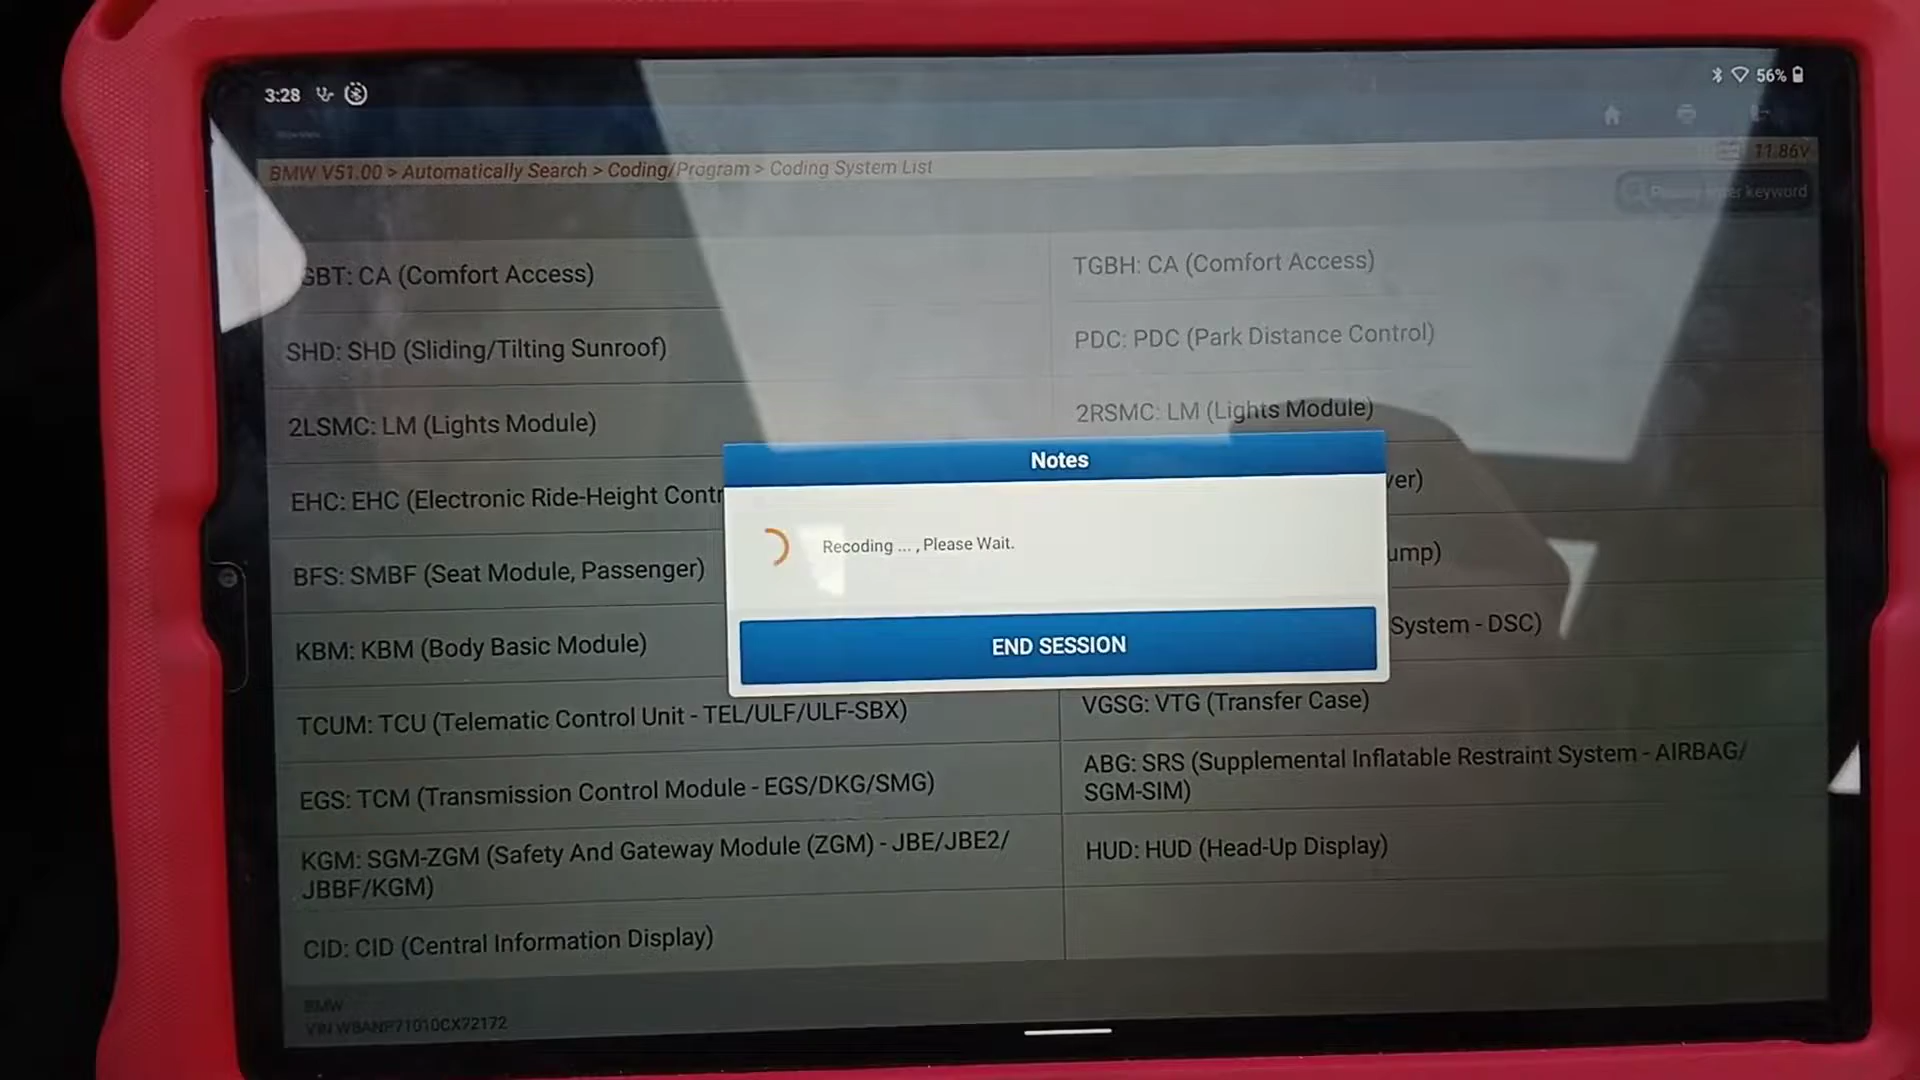 3:28
56%
BMW V51.00 > Automatically Search > Coding/Program > Coding System List
11.86V
keyword
GBT: CA (Comfort Access)
TGBH: CA (Comfort Access)
SHD: SHD (Sliding/Tilting Sunroof)
PDC: PDC (Park Distance Control)
2LSMC: LM (Lights Module)
2RSMC: LM (Lights Module)
Notes
EHC: EHC (Electronic Ride-Height Contr
ver)
Recoding ... , Please Wait.
BFS: SMBF (Seat Module, Passenger)
ump)
KBM: KBM (Body Basic Module)
END SESSION
System - DSC)
TCUM: TCU (Telematic Control Unit - TEL/ULF/ULF-SBX)
VGSG: VTG (Transfer Case)
EGS: TCM (Transmission Control Module - EGS/DKG/SMG)
ABG: SRS (Supplemental Inflatable Restraint System - AIRBAG/
SGM-SIM)
KGM: SGM-ZGM (Safety And Gateway Module (ZGM) - JBE/JBE2/
JBBF/KGM)
HUD: HUD (Head-Up Display)
CID: CID (Central Information Display)
BMW
VIN